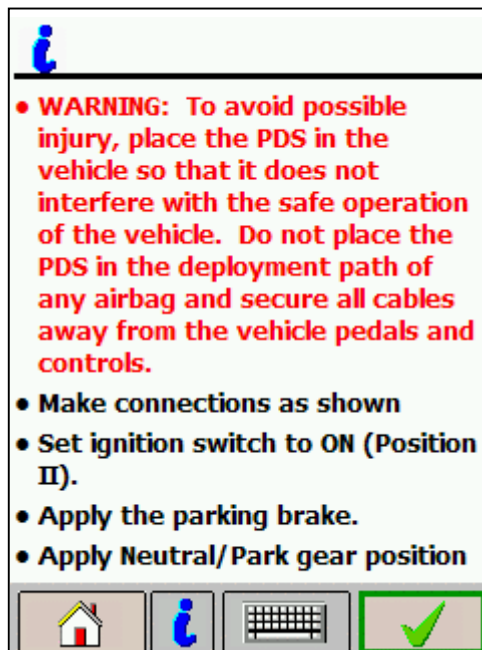 • WARNING:  To avoid possible
injury, place the PDS in the
vehicle so that it does not
interfere with the safe operation
of the vehicle.  Do not place the
PDS in the deployment path of
any airbag and secure all cables
away from the vehicle pedals and
controls.
• Make connections as shown
• Set ignition switch to ON (Position
II).
• Apply the parking brake.
• Apply Neutral/Park gear position